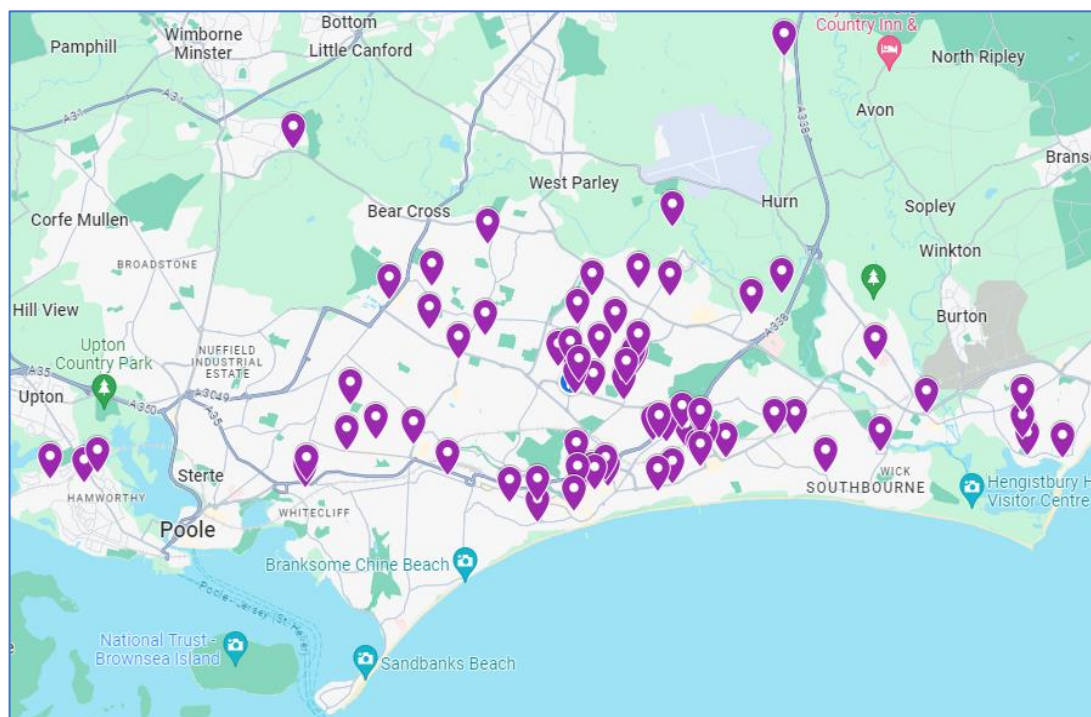 Bottom
Pamphill
Wimborne
Minster
Little Canford
Country Inn &
North Ripley
A31
A31
A338
Avon
West Parley
Hurn
Sopley
Corfe Mullen
Bear Cross
Winkton
BROADSTONE
Hill View
Upton
Country Park
NUFFIELD
INDUSTRIAL
ESTATE
A338
Burton
A35
Upton
A350
A3049
A35
Sterte
HAMWORTHY
WHITECLIFF
Poole
WICK
SOUTHBOURNE
Hengistbury H
Visitor Centre
Branksome Chine Beach
Poole - Jersey (St. Helier)
National Trust -
Brownsea Island
Sandbanks Beach